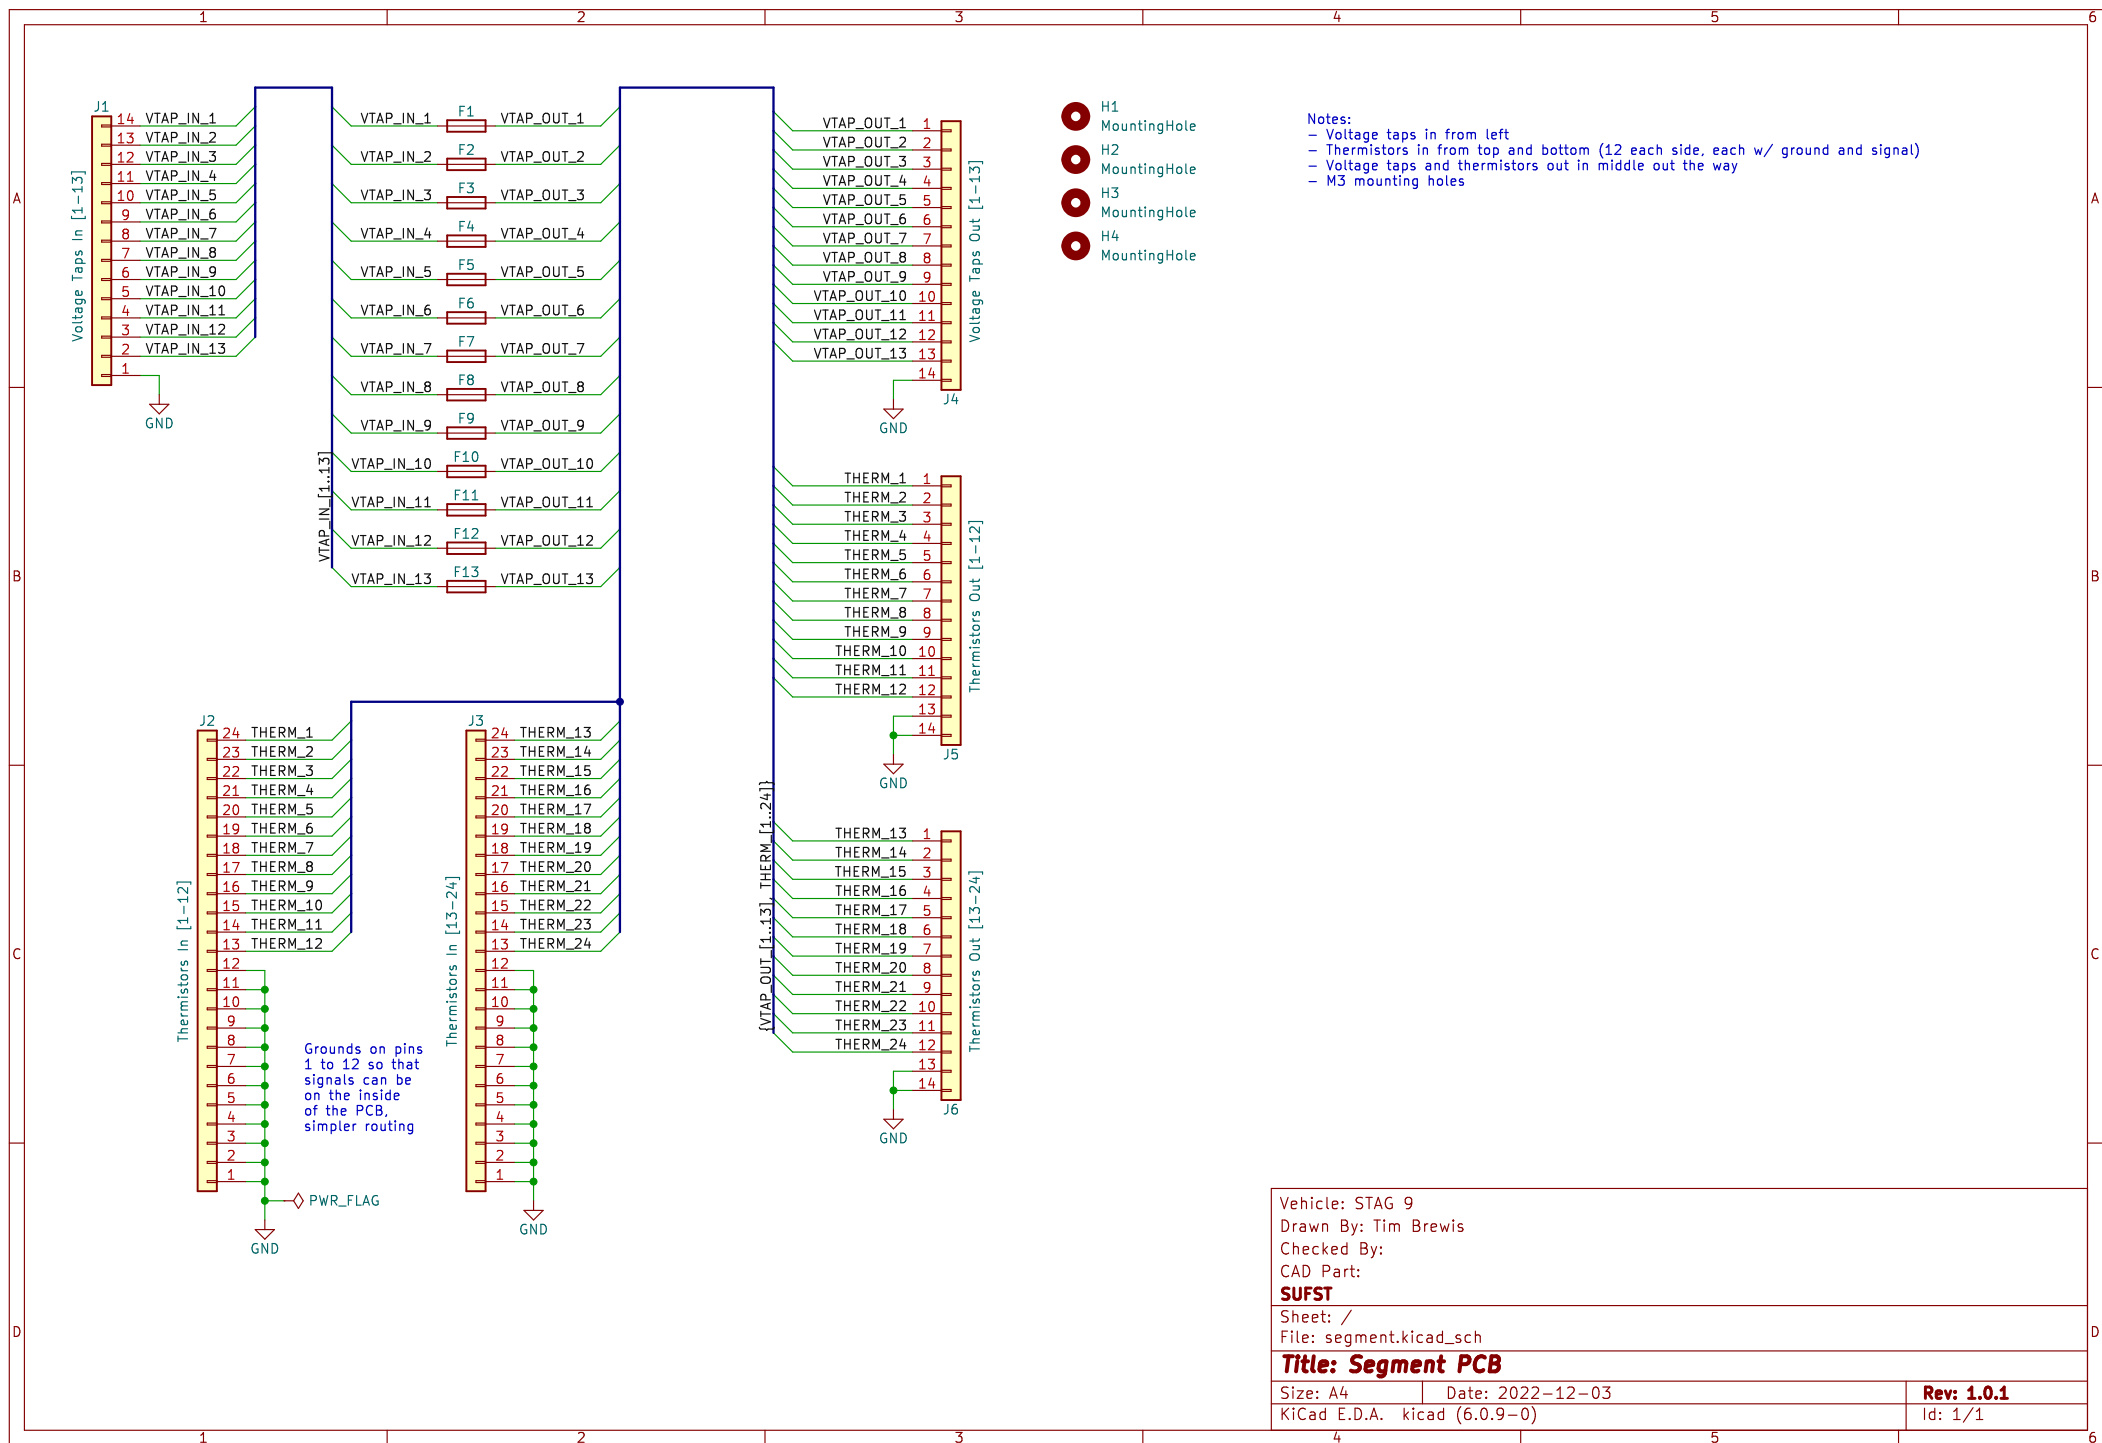 1 2 3 4 5 6
J1
Voltage Taps In [1-13]
14 VTAP_IN_1
13 VTAP_IN_2
12 VTAP_IN_3
11 VTAP_IN_4
10 VTAP_IN_5
9 VTAP_IN_6
8 VTAP_IN_7
7 VTAP_IN_8
6 VTAP_IN_9
5 VTAP_IN_10
4 VTAP_IN_11
3 VTAP_IN_12
2 VTAP_IN_13
1
GND
VTAP_IN_1 F1 VTAP_OUT_1
VTAP_IN_2 F2 VTAP_OUT_2
VTAP_IN_3 F3 VTAP_OUT_3
VTAP_IN_4 F4 VTAP_OUT_4
VTAP_IN_5 F5 VTAP_OUT_5
VTAP_IN_6 F6 VTAP_OUT_6
VTAP_IN_7 F7 VTAP_OUT_7
VTAP_IN_8 F8 VTAP_OUT_8
VTAP_IN_9 F9 VTAP_OUT_9
VTAP_IN_10 F10 VTAP_OUT_10
VTAP_IN_11 F11 VTAP_OUT_11
VTAP_IN_12 F12 VTAP_OUT_12
VTAP_IN_13 F13 VTAP_OUT_13
VTAP_IN_[1..13]
VTAP_OUT_1 1
VTAP_OUT_2 2
VTAP_OUT_3 3
VTAP_OUT_4 4
VTAP_OUT_5 5
VTAP_OUT_6 6
VTAP_OUT_7 7
VTAP_OUT_8 8
VTAP_OUT_9 9
VTAP_OUT_10 10
VTAP_OUT_11 11
VTAP_OUT_12 12
VTAP_OUT_13 13
14
Voltage Taps Out [1-13]
J4
GND
H1
MountingHole
H2
MountingHole
H3
MountingHole
H4
MountingHole
Notes:
- Voltage taps in from left
- Thermistors in from top and bottom (12 each side, each w/ ground and signal)
- Voltage taps and thermistors out in middle out the way
- M3 mounting holes
THERM_1 1
THERM_2 2
THERM_3 3
THERM_4 4
THERM_5 5
THERM_6 6
THERM_7 7
THERM_8 8
THERM_9 9
THERM_10 10
THERM_11 11
THERM_12 12
13
14
Thermistors Out [1-12]
J5
GND
J2
Thermistors In [1-12]
24 THERM_1
23 THERM_2
22 THERM_3
21 THERM_4
20 THERM_5
19 THERM_6
18 THERM_7
17 THERM_8
16 THERM_9
15 THERM_10
14 THERM_11
13 THERM_12
12
11
10
9
8
7
6
5
4
3
2
1
PWR_FLAG
GND
Grounds on pins
1 to 12 so that
signals can be
on the inside
of the PCB,
simpler routing
J3
Thermistors In [13-24]
24 THERM_13
23 THERM_14
22 THERM_15
21 THERM_16
20 THERM_17
19 THERM_18
18 THERM_19
17 THERM_20
16 THERM_21
15 THERM_22
14 THERM_23
13 THERM_24
12
11
10
9
8
7
6
5
4
3
2
1
GND
{VTAP_OUT_[1..13], THERM_[1..24]}
THERM_13 1
THERM_14 2
THERM_15 3
THERM_16 4
THERM_17 5
THERM_18 6
THERM_19 7
THERM_20 8
THERM_21 9
THERM_22 10
THERM_23 11
THERM_24 12
13
14
Thermistors Out [13-24]
J6
GND
A A
B B
C C
D D
Vehicle: STAG 9
Drawn By: Tim Brewis
Checked By:
CAD Part:
SUFST
Sheet: /
File: segment.kicad_sch
Title: Segment PCB
Size: A4 Date: 2022-12-03 Rev: 1.0.1
KiCad E.D.A. kicad (6.0.9-0) Id: 1/1
1 2 3 4 5 6